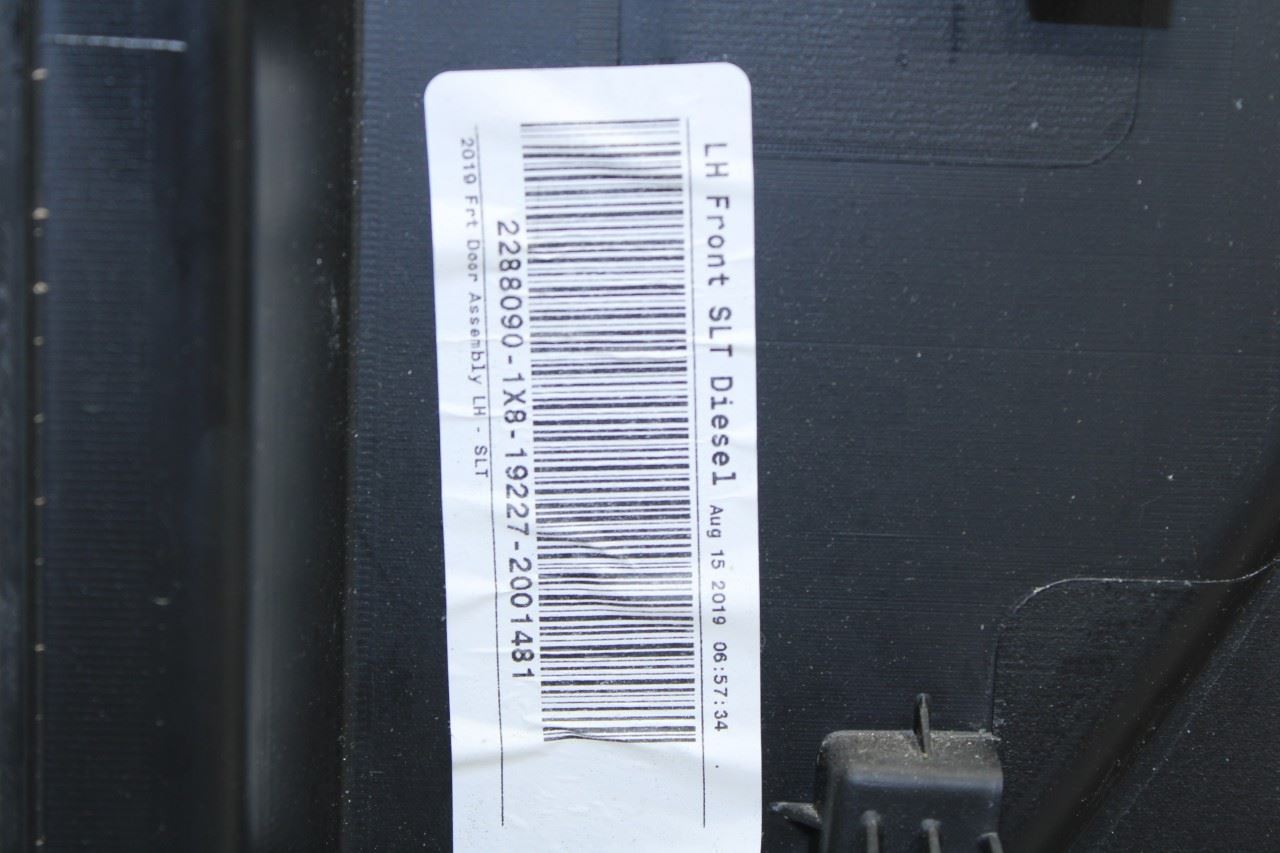 LH Front SLT Diesel Aug 15 2019 06:57:34
2288090-1X8-19227-2001481
2019 Frt Door Assembly LH - SLT